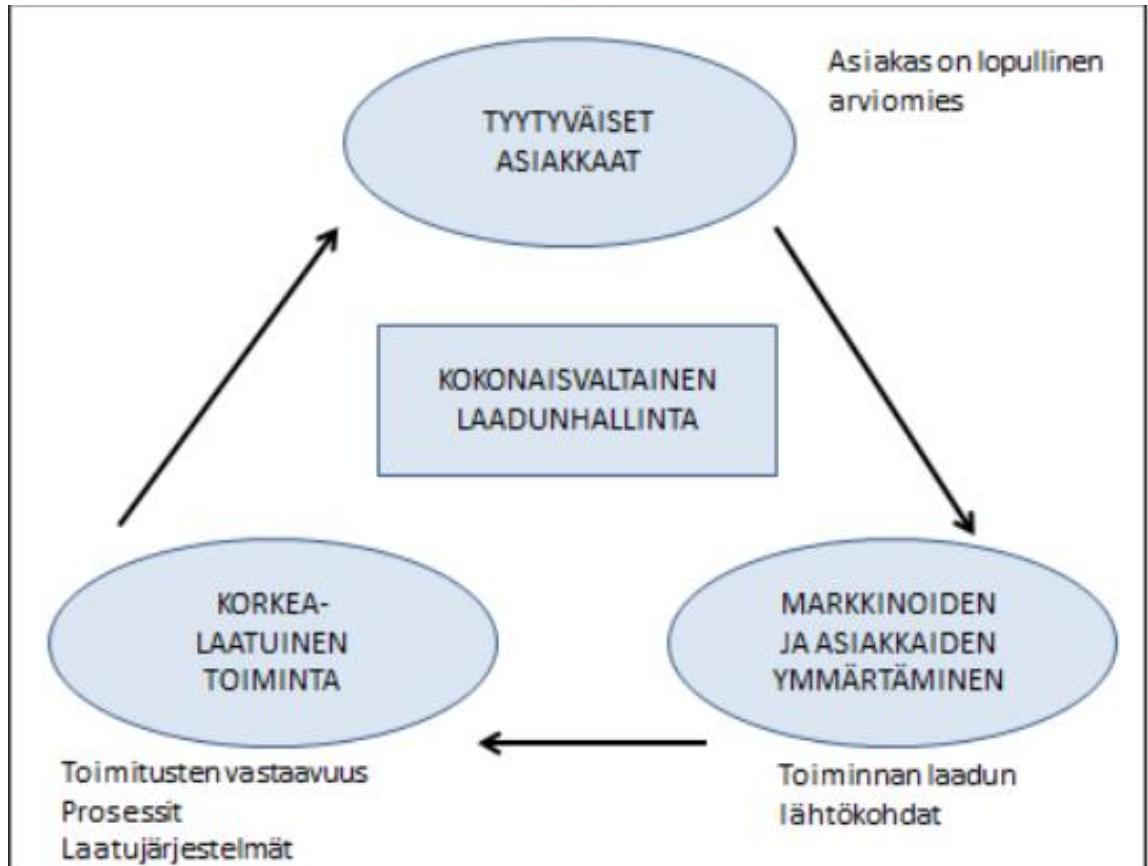 TYYTYVÄISET
ASIAKKAAT
Asiakas on lopullinen
arviomies
KOKONAISVALTAINEN
LAADUNHALLINTA
KORKEA-
LAATUINEN
TOIMINTA
Toimitusten vastaavuus
Prosessit
Laatujärjestelmät
MARKKINOIDEN
JA ASIAKKAIDEN
YMMÄRTÄMINEN
Toiminnan laadun
lähtökohdat